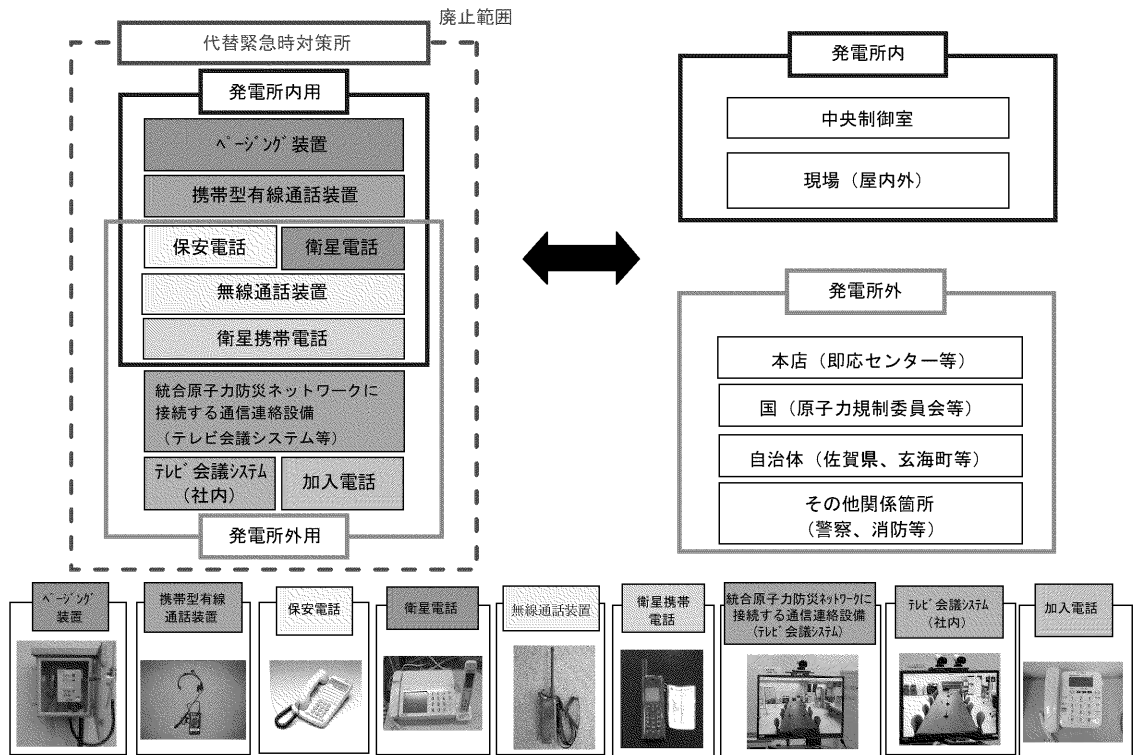 廃止範囲
代替緊急時対策所
発電所内用
ﾍﾟｰｼﾞﾝｸﾞ装置
携帯型有線通話装置
保安電話
衛星電話
無線通話装置
衛星携帯電話
統合原子力防災ネットワークに
接続する通信連絡設備
（テレビ会議システム等）
ﾃﾚﾋﾞ会議ｼｽﾃﾑ
（社内）
加入電話
発電所外用
発電所内
中央制御室
現場（屋内外）
発電所外
本店（即応センター等）
国（原子力規制委員会等）
自治体（佐賀県、玄海町等）
その他関係箇所
（警察、消防等）
ﾍﾟｰｼﾞﾝｸﾞ
装置
携帯型有線
通話装置
保安電話
衛星電話
無線通話装置
衛星携帯
電話
統合原子力防災ﾈｯﾄﾜｰｸに
接続する通信連絡設備
（ﾃﾚﾋﾞ会議ｼｽﾃﾑ）
ﾃﾚﾋﾞ会議ｼｽﾃﾑ
（社内）
加入電話